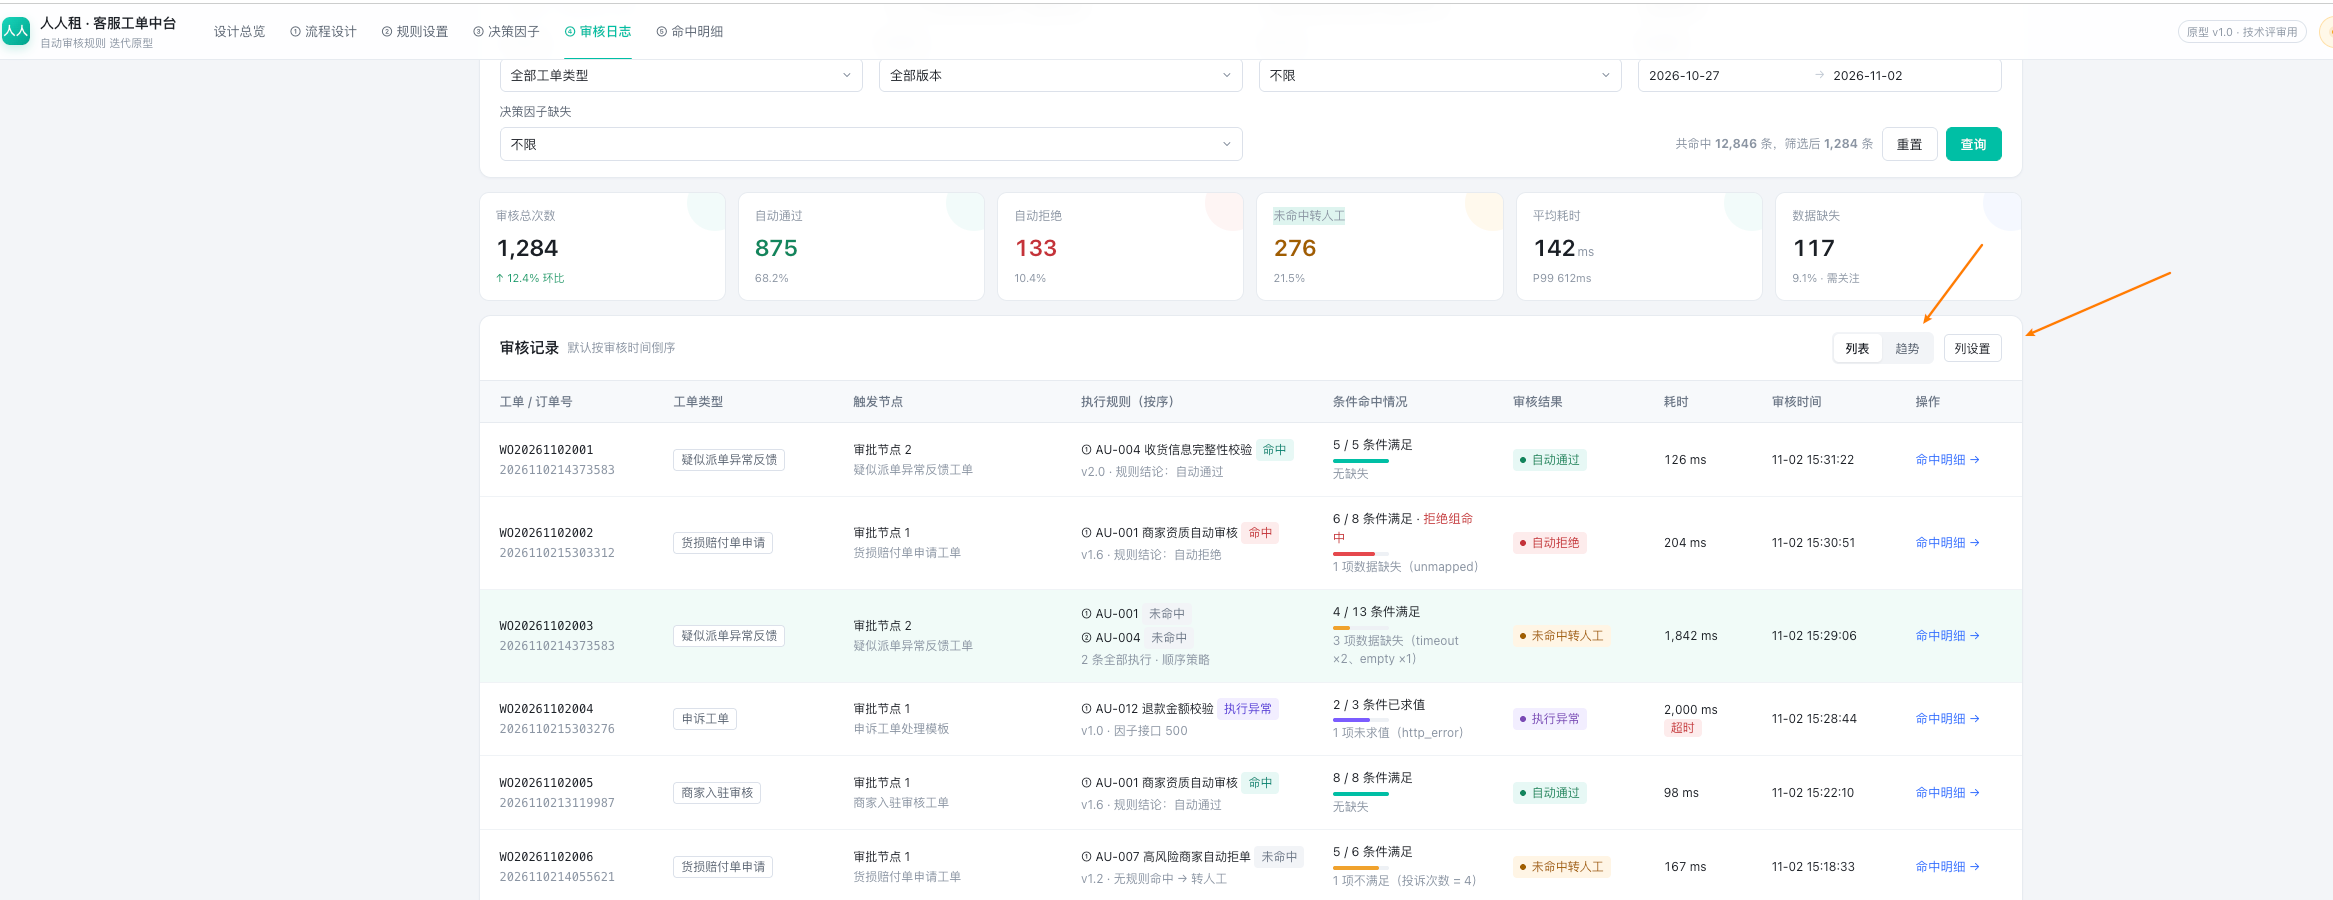 人人
人人租 · 客服工单中台
自动审核规则 迭代原型
设计总览
① 流程设计
② 规则设置
③ 决策因子
④ 审核日志
⑤ 命中明细
原型 v1.0 · 技术评审用
全部工单类型
全部版本
不限
2026-10-27 → 2026-11-02
决策因子缺失
不限
共命中 12,846 条，筛选后 1,284 条
重置
查询
审核总次数
1,284
↑ 12.4% 环比
自动通过
875
68.2%
自动拒绝
133
10.4%
未命中转人工
276
21.5%
平均耗时
142 ms
P99 612ms
数据缺失
117
9.1% · 需关注
审核记录 默认按审核时间倒序
列表
趋势
列设置
工单 / 订单号
工单类型
触发节点
执行规则（按序）
条件命中情况
审核结果
耗时
审核时间
操作
WO20261102001
2026110214373583
疑似派单异常反馈
审批节点 2
疑似派单异常反馈工单
① AU-004 收货信息完整性校验 命中
v2.0 · 规则结论：自动通过
5 / 5 条件满足
无缺失
自动通过
126 ms
11-02 15:31:22
命中明细 →
WO20261102002
2026110215303312
货损赔付单申请
审批节点 1
货损赔付单申请工单
① AU-001 商家资质自动审核 命中
v1.6 · 规则结论：自动拒绝
6 / 8 条件满足 · 拒绝组命
中
1 项数据缺失（unmapped）
自动拒绝
204 ms
11-02 15:30:51
命中明细 →
WO20261102003
2026110214373583
疑似派单异常反馈
审批节点 2
疑似派单异常反馈工单
① AU-001 未命中
② AU-004 未命中
2 条全部执行 · 顺序策略
4 / 13 条件满足
3 项数据缺失（timeout
×2、empty ×1）
未命中转人工
1,842 ms
11-02 15:29:06
命中明细 →
WO20261102004
2026110215303276
申诉工单
审批节点 1
申诉工单处理模板
① AU-012 退款金额校验 执行异常
v1.0 · 因子接口 500
2 / 3 条件已求值
1 项未求值（http_error）
执行异常
2,000 ms
超时
11-02 15:28:44
命中明细 →
WO20261102005
2026110213119987
商家入驻审核
审批节点 1
商家入驻审核工单
① AU-001 商家资质自动审核 命中
v1.6 · 规则结论：自动通过
8 / 8 条件满足
无缺失
自动通过
98 ms
11-02 15:22:10
命中明细 →
WO20261102006
2026110214055621
货损赔付单申请
审批节点 1
货损赔付单申请工单
① AU-007 高风险商家自动拒单 未命中
v1.2 · 无规则命中 → 转人工
5 / 6 条件满足
1 项不满足（投诉次数 = 4）
未命中转人工
167 ms
11-02 15:18:33
命中明细 →